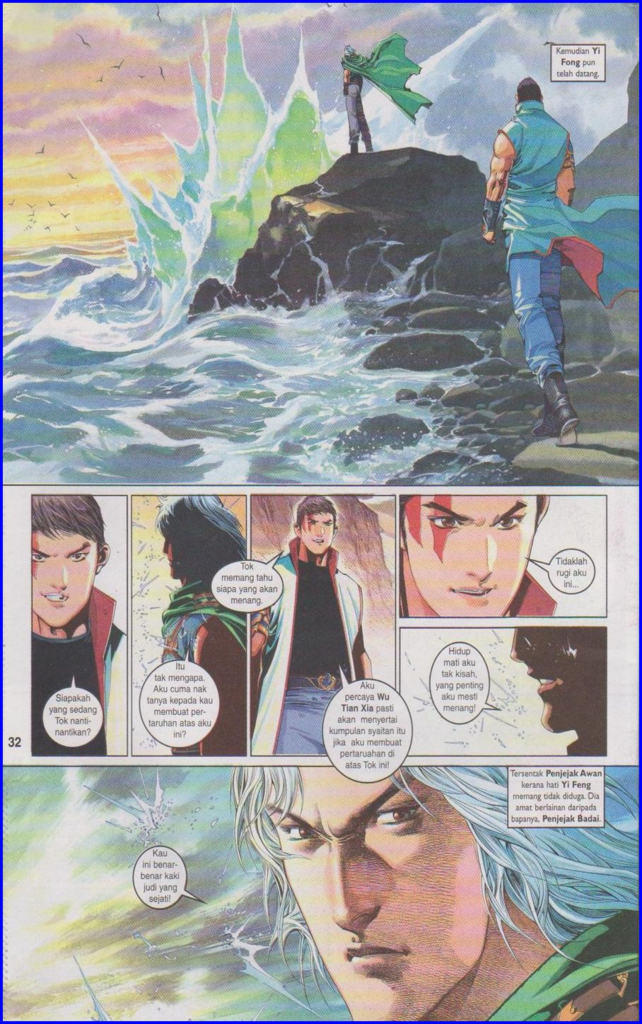 Kemudian Yi
Fong pun
telah datang.
Siapakah
yang sedang
Tok nanti-
nantikan?
Itu
tak mengapa.
Aku cuma nak
tanya kepada kau
membuat per-
taruhan atas aku
ini?
Tok
memang tahu
siapa yang akan
menang.
Aku
percaya Wu
Tian Xia pasti
akan menyertai
kumpulan syaitan itu
jika aku membuat
pertaruhan di
atas Tok ini!
Tidaklah
rugi aku
ini...
Hidup
mati aku
tak kisah,
yang penting
aku mesti
menang!
32
Tersentak Penjejak Awan
kerana hati Yi Feng
memang tidak diduga. Dia
amat berlainan daripada
bapanya, Penjejak Badai.
Kau
ini benar-
benar kaki
judi yang
sejati!